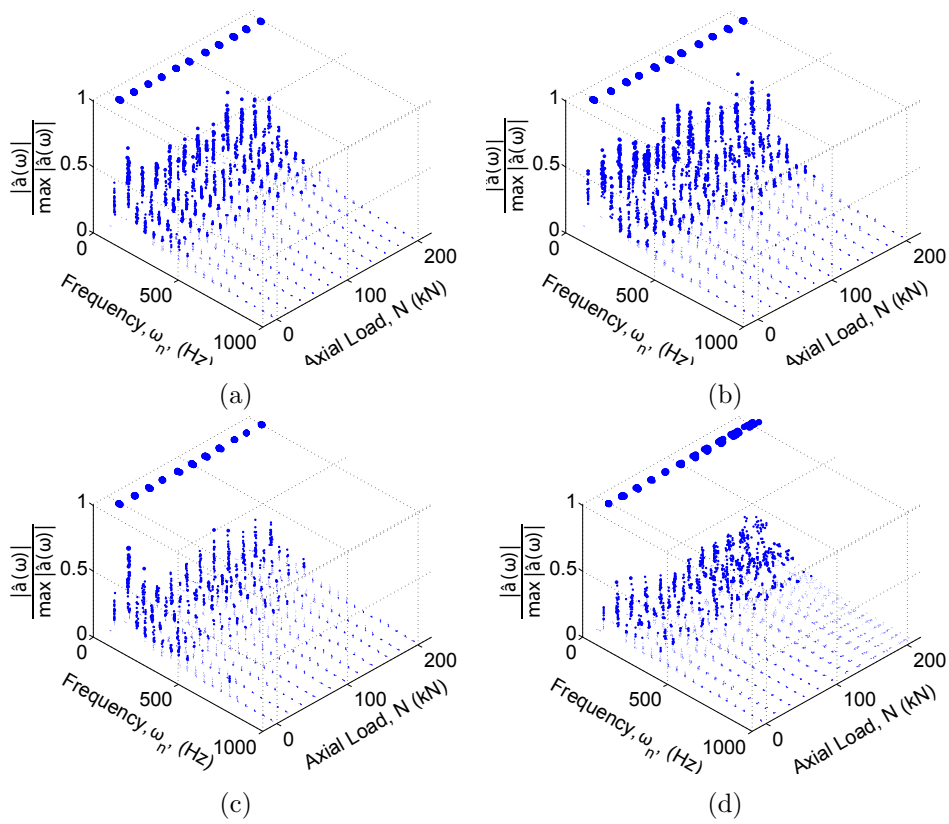 1
0.5
0
|â(ω)|
max |â(ω)|
0
500
1000
Frequency, ωn, (Hz)
0
100
200
Axial Load, N (kN)
(a)
1
0.5
0
|â(ω)|
max |â(ω)|
0
500
1000
Frequency, ωn, (Hz)
0
100
200
Axial Load, N (kN)
(b)
1
0.5
0
|â(ω)|
max |â(ω)|
0
500
1000
Frequency, ωn, (Hz)
0
100
200
Axial Load, N (kN)
(c)
1
0.5
0
|â(ω)|
max |â(ω)|
0
500
1000
Frequency, ωn, (Hz)
0
100
200
Axial Load, N (kN)
(d)